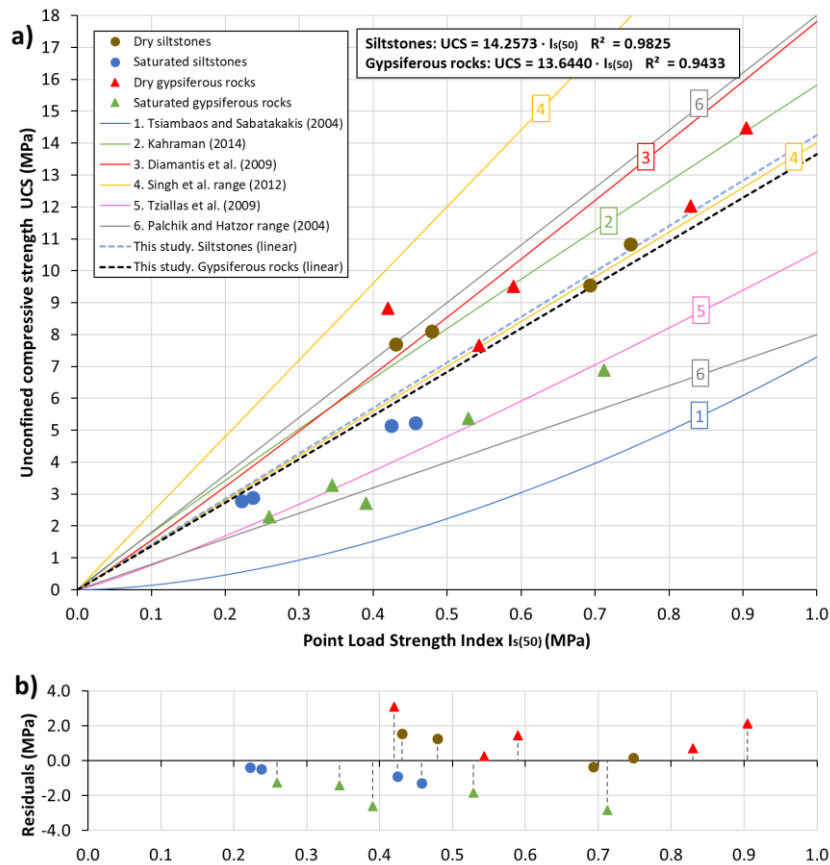 a)
Unconfined compressive strength UCS (MPa)
18
17
16
15
14
13
12
11
10
9
8
7
6
5
4
3
2
1
0
Dry siltstones
Saturated siltstones
Dry gypsiferous rocks
Saturated gypsiferous rocks
1. Tsiambaos and Sabatakakis (2004)
2. Kahraman (2014)
3. Diamantis et al. (2009)
4. Singh et al. range (2012)
5. Tziallas et al. (2009)
6. Palchik and Hatzor range (2004)
This study. Siltstones (linear)
This study. Gypsiferous rocks (linear)
Siltstones: UCS = 14.2573 · Is(50) R² = 0.9825
Gypsiferous rocks: UCS = 13.6440 · Is(50) R² = 0.9433
4
6
3
4
2
5
6
1
0.0 0.1 0.2 0.3 0.4 0.5 0.6 0.7 0.8 0.9 1.0
Point Load Strength Index Is(50) (MPa)
b)
Residuals (MPa)
4.0
2.0
0.0
-2.0
-4.0
0.0 0.1 0.2 0.3 0.4 0.5 0.6 0.7 0.8 0.9 1.0